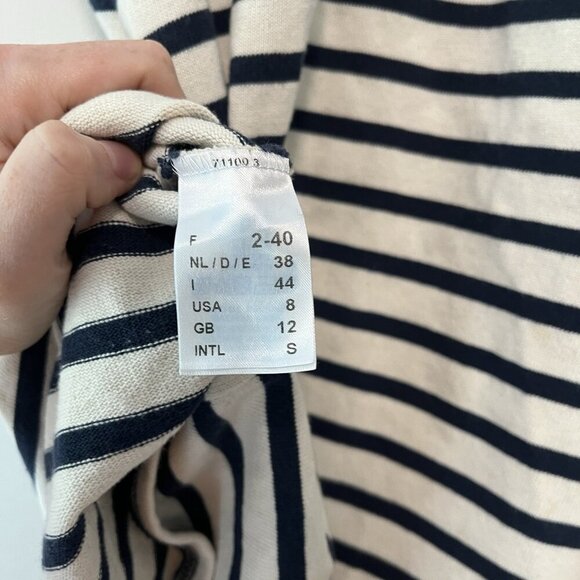 71100 3
F 2-40
NL / D / E 38
I 44
USA 8
GB 12
INTL S